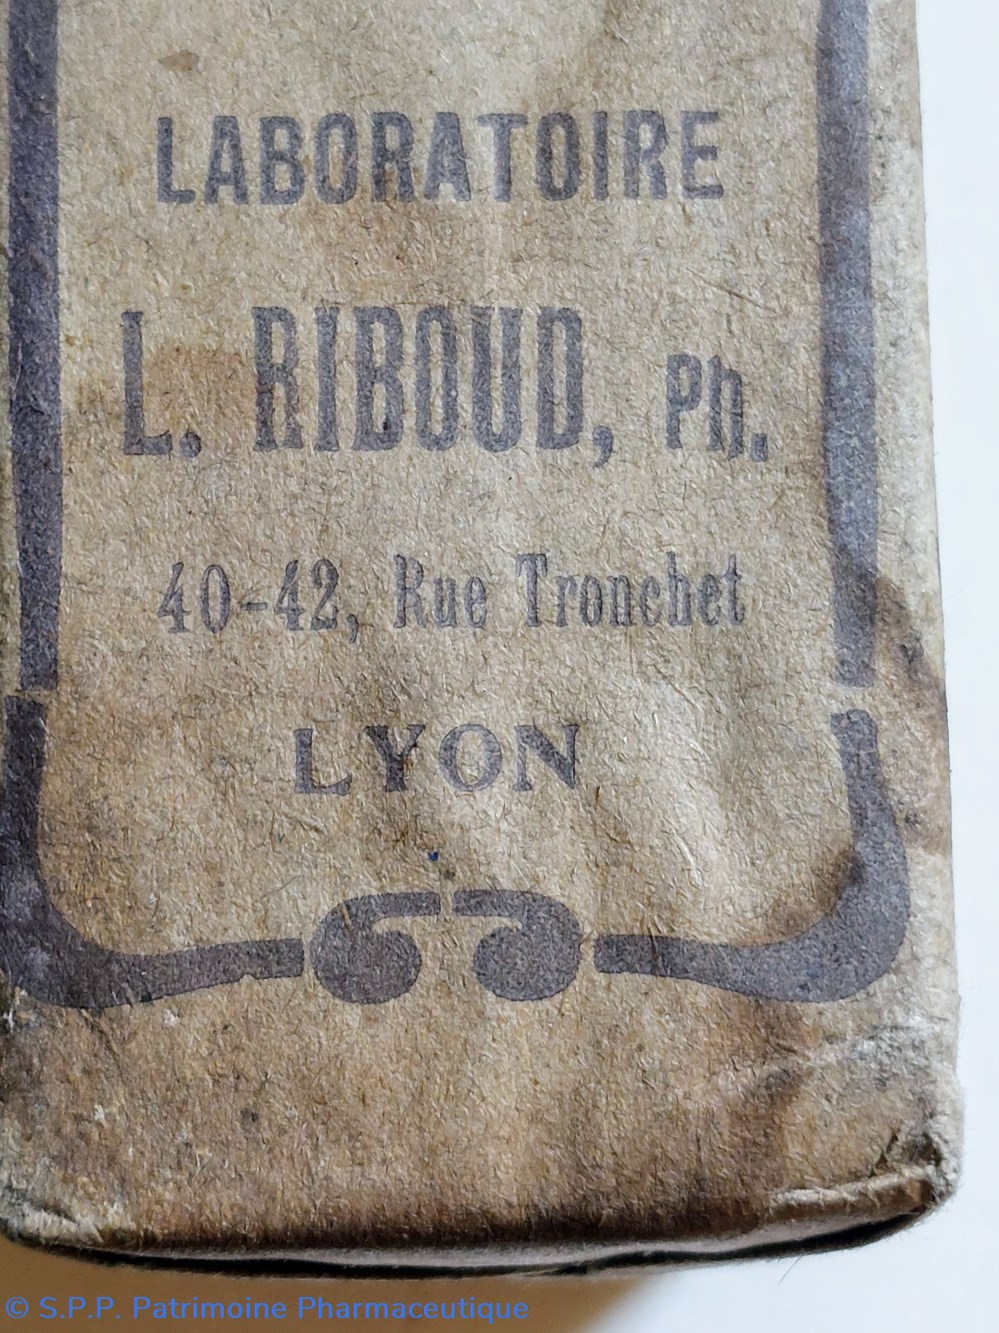 LABORATOIRE
L. RIBOUD, Ph.
40-42, Rue Tronchet
LYON
© S.P.P. Patrimoine Pharmaceutique